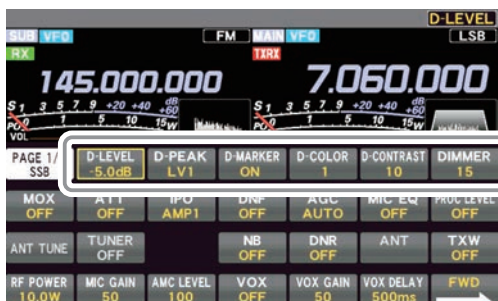 D-LEVEL
SUB VFO FM MAIN VFO LSB
RX TXRX
145.000.000 7.060.000
S 1 3 5 7 9 +20 +40 +60 dB S 1 3 5 7 9 +20 +40 +60 dB
PO 0 1 5 10 15W PO 0 1 5 10 15W
VOL
PAGE 1/ D-LEVEL D-PEAK D-MARKER D-COLOR D-CONTRAST DIMMER
SSB -5.0dB LV1 ON 1 10 15
MOX ATT IPO DNF AGC MIC EQ PROC LEVEL
OFF OFF AMP1 OFF AUTO OFF OFF
ANT TUNE TUNER NB DNR ANT TXW
OFF OFF OFF OFF
RF POWER MIC GAIN AMC LEVEL VOX VOX GAIN VOX DELAY FWD
10.0W 50 100 OFF 50 500ms